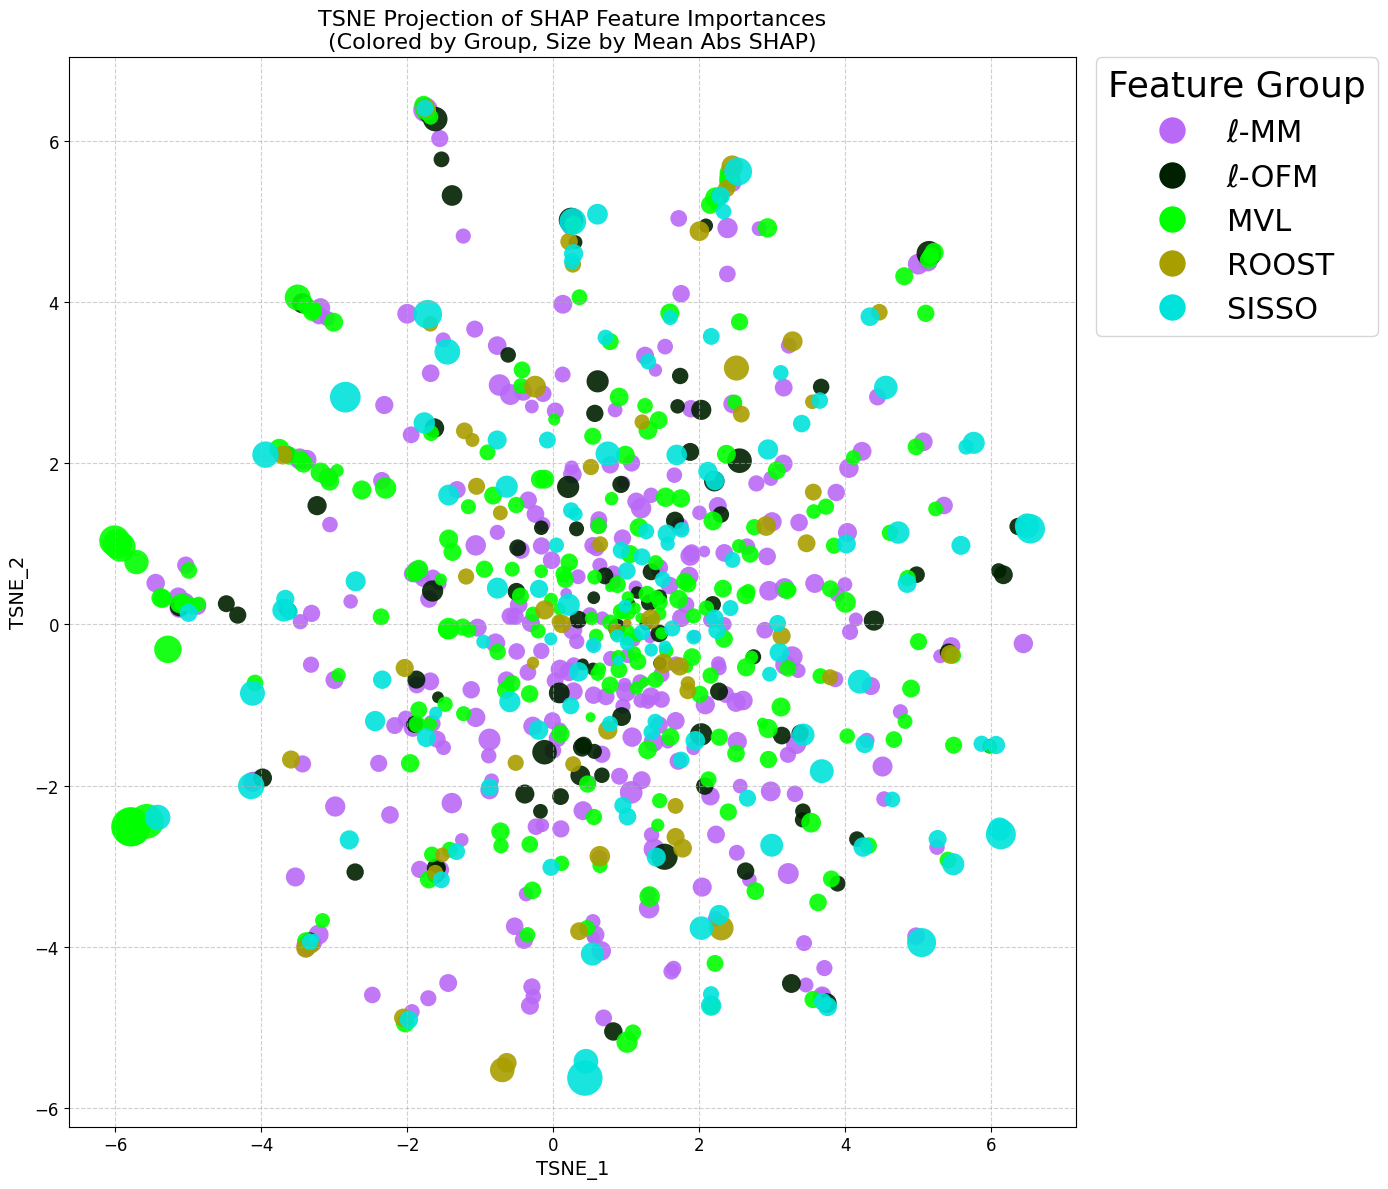 TSNE Projection of SHAP Feature Importances
(Colored by Group, Size by Mean Abs SHAP)
Feature Group
ℓ-MM
ℓ-OFM
MVL
ROOST
SISSO
TSNE_2
6
4
2
0
−2
−4
−6
−6
−4
−2
0
2
4
6
TSNE_1